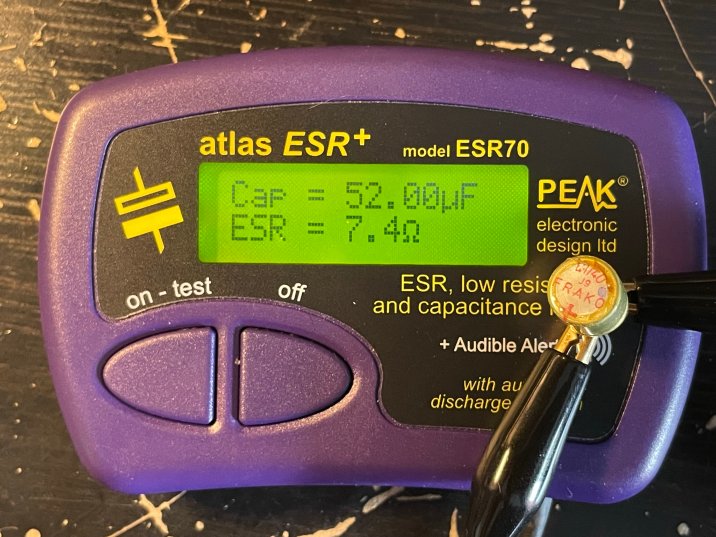 atlas ESR+
model ESR70
Cap = 52.00µF
ESR = 7.4Ω
PEAK®
electronic
design ltd
on - test
off
ESR, low resis
and capacitance
+ Audible Aler
with au
discharge
FRAKO
+